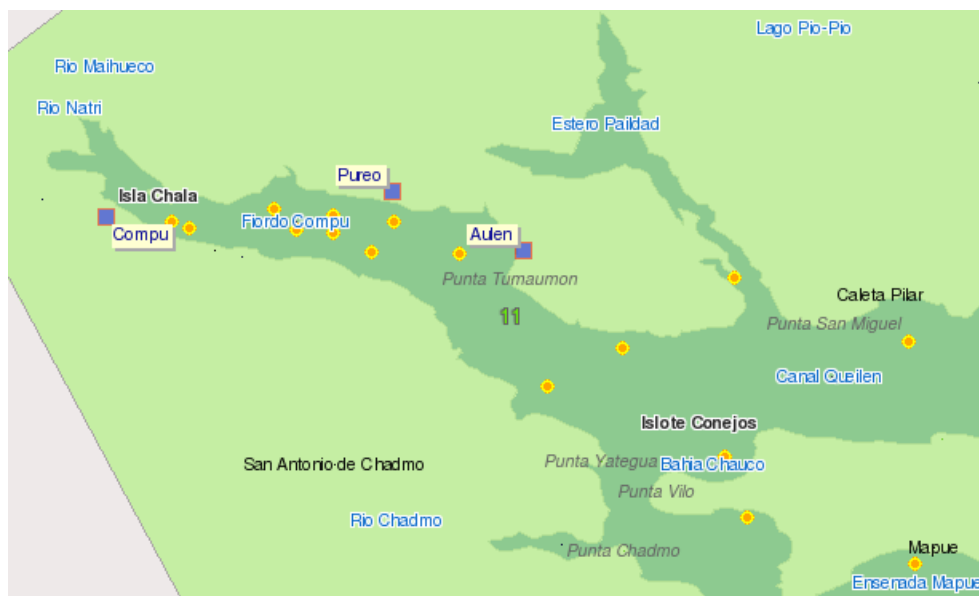 Lago Pio-Pio
Rio Maihueco
Rio Natri
Estero Paildad
Pureo
Isla Chala
Fiordo Compu
Compu
Aulen
Punta Tumaumon
Caleta Pilar
11
Punta San Miguel
Canal Queilen
Islote Conejos
San Antonio de Chadmo
Punta Yategua
Bahia Chauco
Punta Vilo
Rio Chadmo
Punta Chadmo
Mapue
Ensenada Mapue